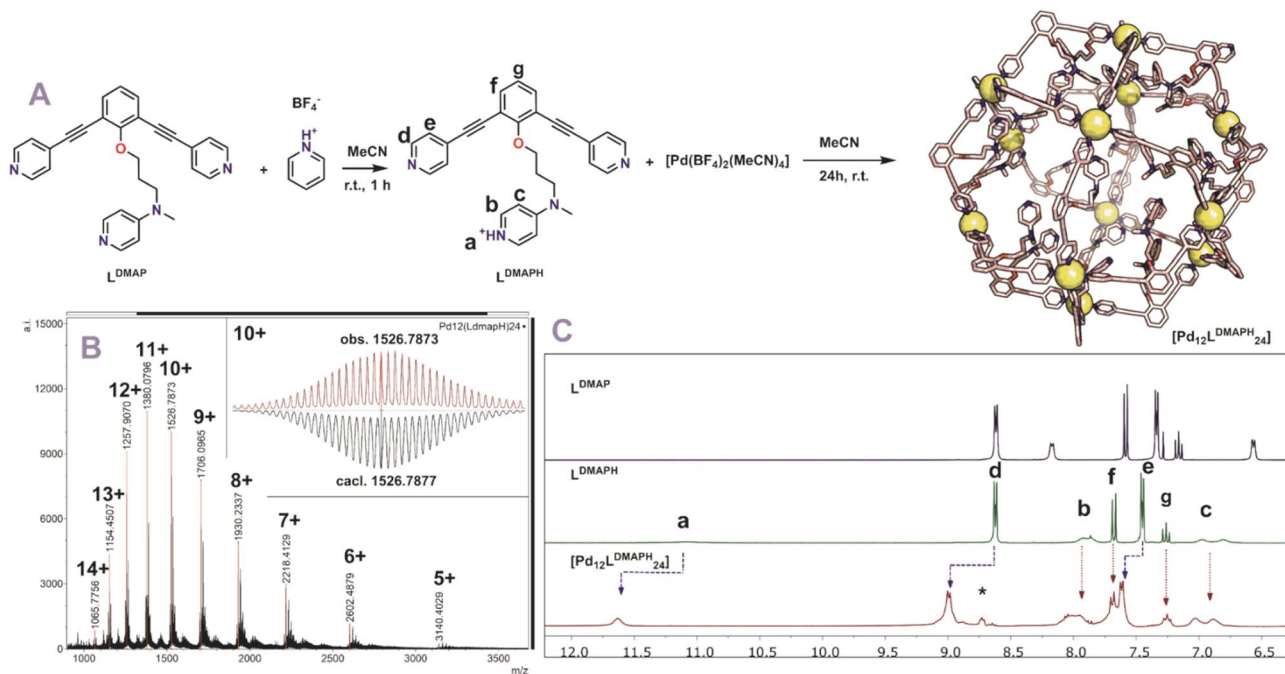 A
BF₄⁻
H
N⁺
N
N
O
N
N
L^DMAP
+
MeCN
r.t., 1 h
g
f
e
d
N
N
O
c
b
N
a
⁺HN
L^DMAPH
+ [Pd(BF₄)₂(MeCN)₄]
MeCN
24h, r.t.
[Pd₁₂L^DMAPH₂₄]
B
a.i.
15000
12000
9000
6000
3000
0
1000 1500 2000 2500 3000 3500
m/z
14+
1065.7756
13+
1154.4507
12+
1257.9070
11+
1380.0796
10+
1526.7873
9+
1706.0965
8+
1930.2337
7+
2218.4129
6+
2602.4879
5+
3140.4029
10+
Pd12(LdmapH)24
obs. 1526.7873
cacl. 1526.7877
C
L^DMAP
L^DMAPH
a d b f e g c
[Pd₁₂L^DMAPH₂₄]
*
12.0 11.5 11.0 10.5 10.0 9.5 9.0 8.5 8.0 7.5 7.0 6.5